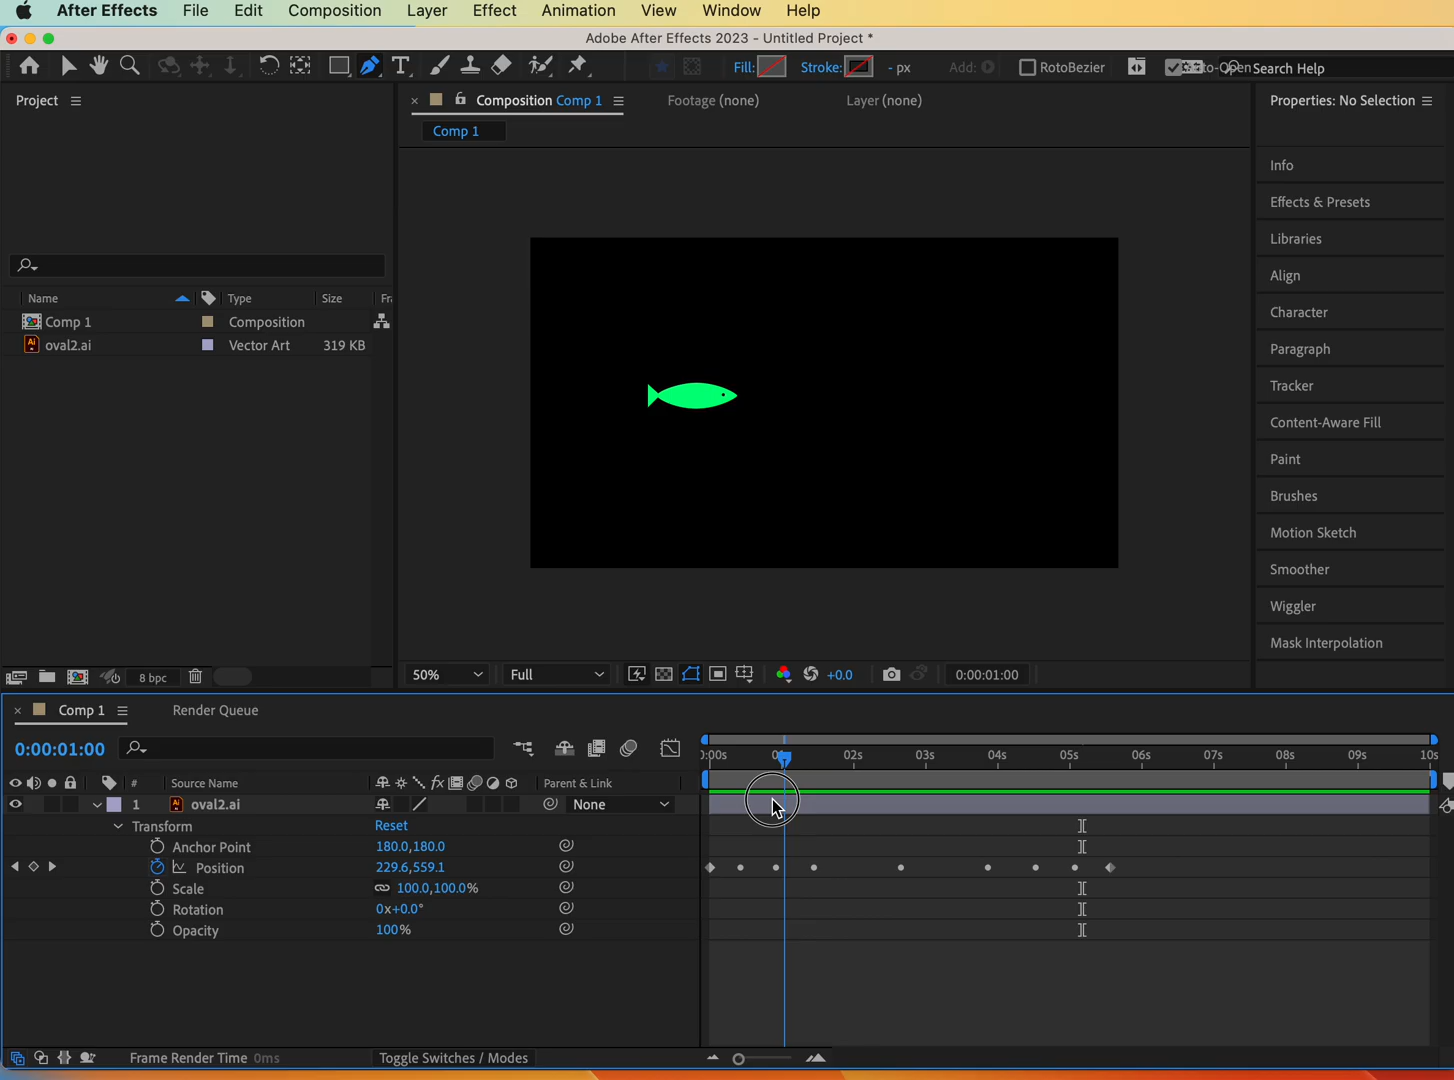 After Effects File Edit Composition Layer Effect Animation View Window Help
Adobe After Effects 2023 - Untitled Project *
Fill: Stroke: - px Add: RotoBezier Search Help
Project
Composition Comp 1 Footage (none) Layer (none)
Properties: No Selection
Comp 1
Info
Effects & Presets
Libraries
Align
Character
Paragraph
Tracker
Content-Aware Fill
Paint
Brushes
Motion Sketch
Smoother
Wiggler
Mask Interpolation
Name Type Size Fr
Comp 1 Composition
Ai oval2.ai Vector Art 319 KB
8 bpc
50% Full +0.0 0:00:01:00
Comp 1 Render Queue
0:00:01:00
):00s 02s 03s 04s 05s 06s 07s 08s 09s 10s
# Source Name fx Parent & Link
1 Ai oval2.ai None
Transform Reset
Anchor Point 180.0,180.0
Position 229.6,559.1
Scale 100.0,100.0%
Rotation 0x+0.0°
Opacity 100%
Frame Render Time 0ms Toggle Switches / Modes